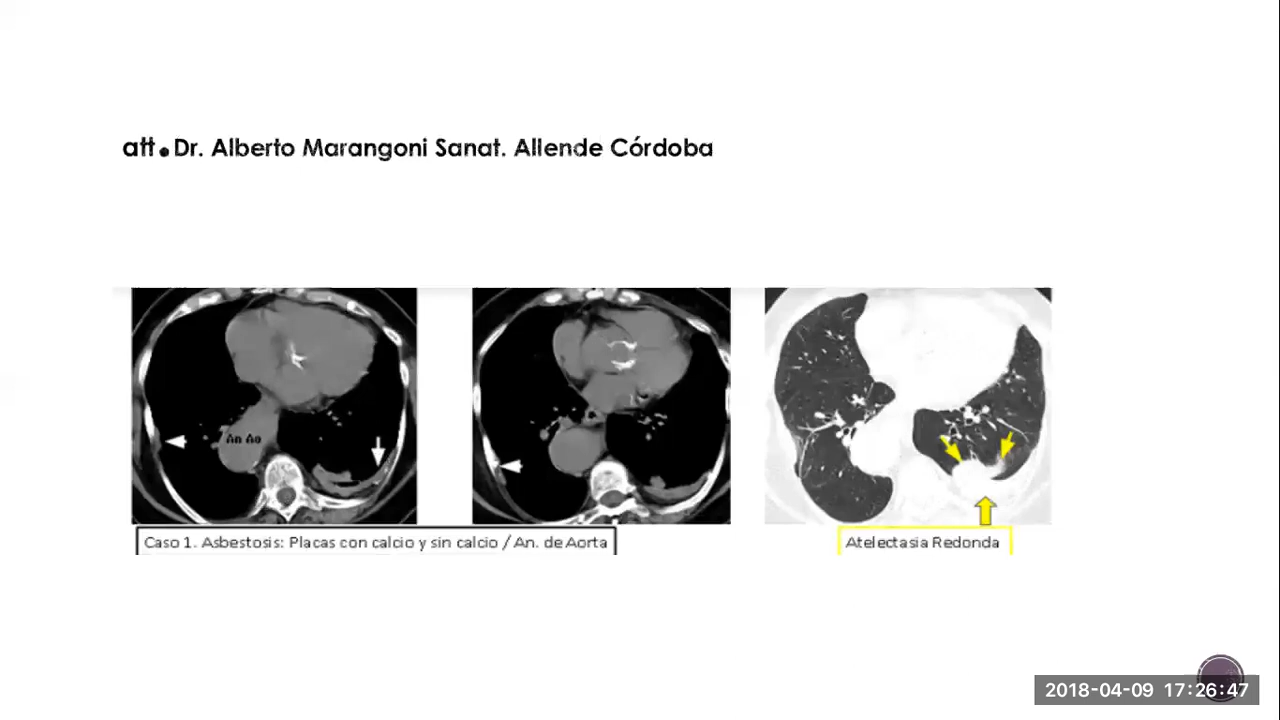 att.Dr. Alberto Marangoni Sanat. Allende Córdoba
An Ao
Caso 1. Asbestosis: Placas con calcio y sin calcio / An. de Aorta
Atelectasia Redonda
2018-04-09 17:26:47